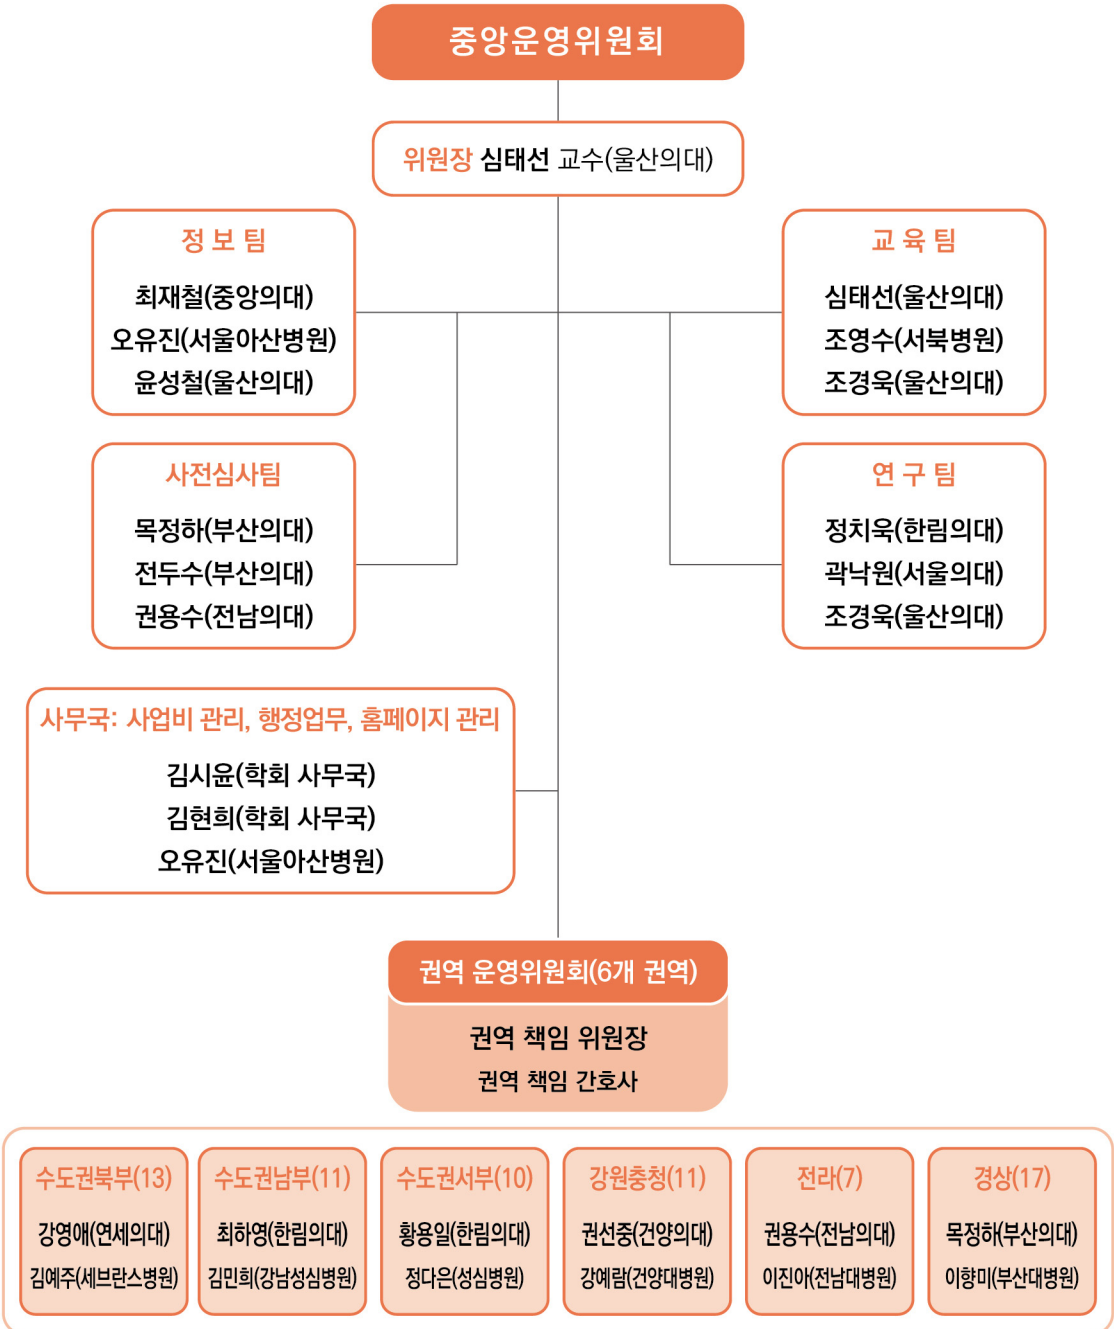 중앙운영위원회
위원장 심태선 교수(울산의대)
정 보 팀
최재철(중앙의대)
오유진(서울아산병원)
윤성철(울산의대)
교 육 팀
심태선(울산의대)
조영수(서북병원)
조경욱(울산의대)
사전심사팀
목정하(부산의대)
전두수(부산의대)
권용수(전남의대)
연 구 팀
정치욱(한림의대)
곽낙원(서울의대)
조경욱(울산의대)
사무국: 사업비 관리, 행정업무, 홈페이지 관리
김시윤(학회 사무국)
김현희(학회 사무국)
오유진(서울아산병원)
권역 운영위원회(6개 권역)
권역 책임 위원장
권역 책임 간호사
수도권북부(13)
강영애(연세의대)
김예주(세브란스병원)
수도권남부(11)
최하영(한림의대)
김민희(강남성심병원)
수도권서부(10)
황용일(한림의대)
정다은(성심병원)
강원충청(11)
권선중(건양의대)
강예람(건양대병원)
전라(7)
권용수(전남의대)
이진아(전남대병원)
경상(17)
목정하(부산의대)
이향미(부산대병원)